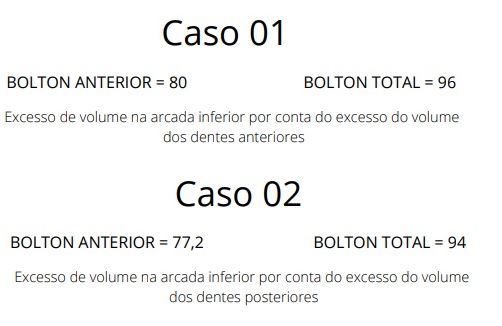 Caso 01
BOLTON ANTERIOR = 80 BOLTON TOTAL = 96
Excesso de volume na arcada inferior por conta do excesso do volume
dos dentes anteriores
Caso 02
BOLTON ANTERIOR = 77,2 BOLTON TOTAL = 94
Excesso de volume na arcada inferior por conta do excesso do volume
dos dentes posteriores